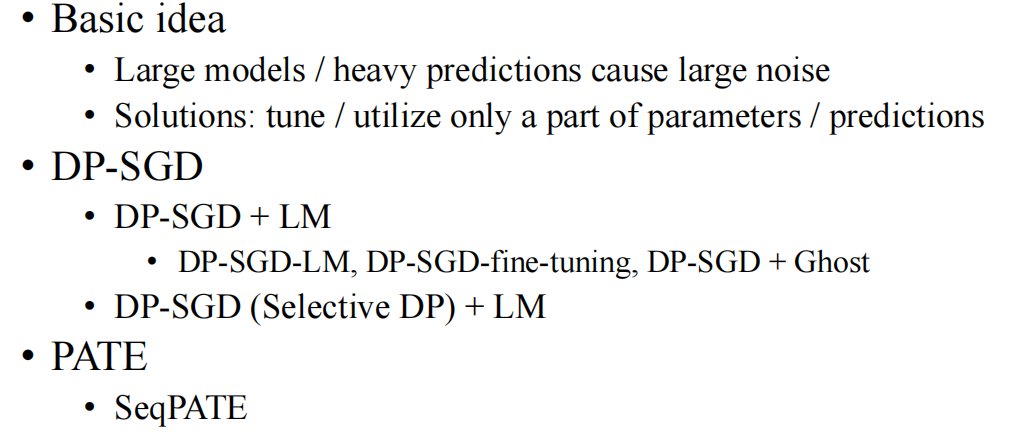 • Basic idea
• Large models / heavy predictions cause large noise
• Solutions: tune / utilize only a part of parameters / predictions
• DP-SGD
• DP-SGD + LM
• DP-SGD-LM, DP-SGD-fine-tuning, DP-SGD + Ghost
• DP-SGD (Selective DP) + LM
• PATE
• SeqPATE